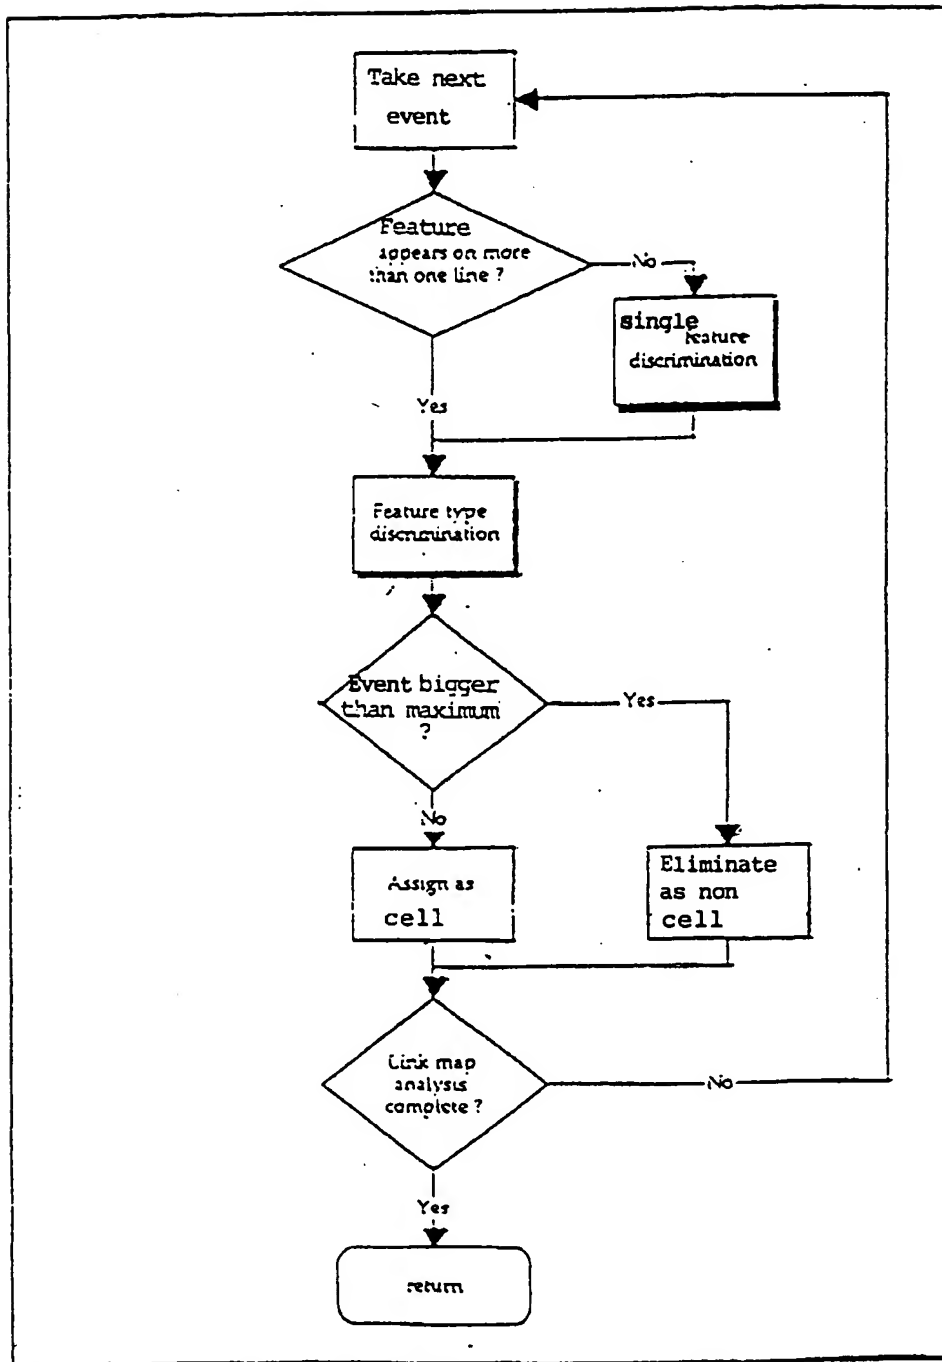 Take next
event
Feature
appears on more
than one line ?
No
single
feature
discrimination
Yes
Feature type
discrimination
Event bigger
than maximum
?
Yes
No
Assign as
cell
Eliminate
as non
cell
Link map
analysis
complete ?
No
Yes
return